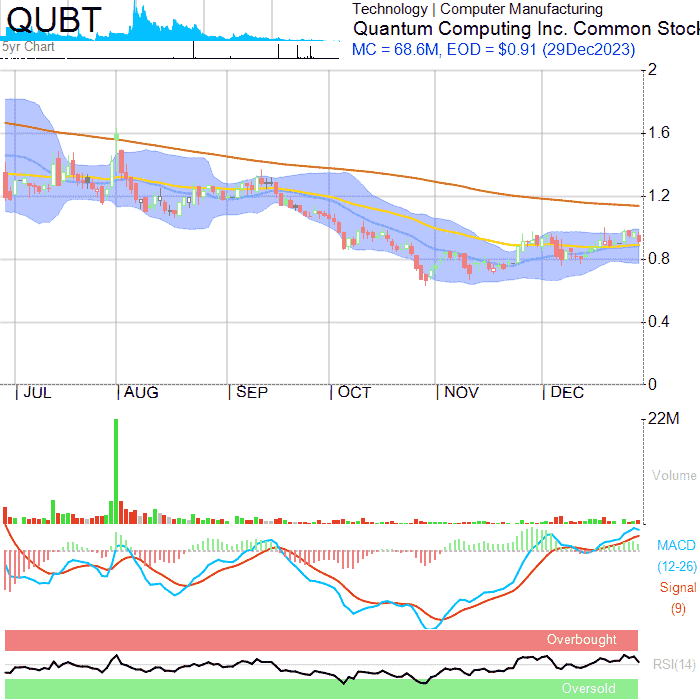 QUBT
Technology | Computer Manufacturing
Quantum Computing Inc. Common Stock
MC = 68.6M, EOD = $0.91 (29Dec2023)
5yr Chart
2
1.6
1.2
0.8
0.4
0
| JUL | AUG | SEP | OCT | NOV | DEC
22M
Volume
MACD
(12-26)
Signal
(9)
Overbought
RSI(14)
Oversold